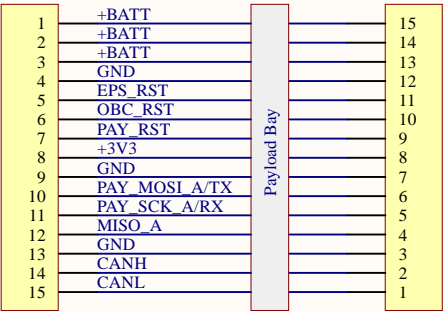 1 +BATT 15
2 +BATT 14
3 +BATT 13
4 GND 12
5 EPS_RST 11
6 OBC_RST 10
7 PAY_RST 9
8 +3V3 8
9 GND 7
10 PAY_MOSI_A/TX 6
11 PAY_SCK_A/RX 5
12 MISO_A 4
13 GND 3
14 CANH 2
15 CANL 1
Payload Bay